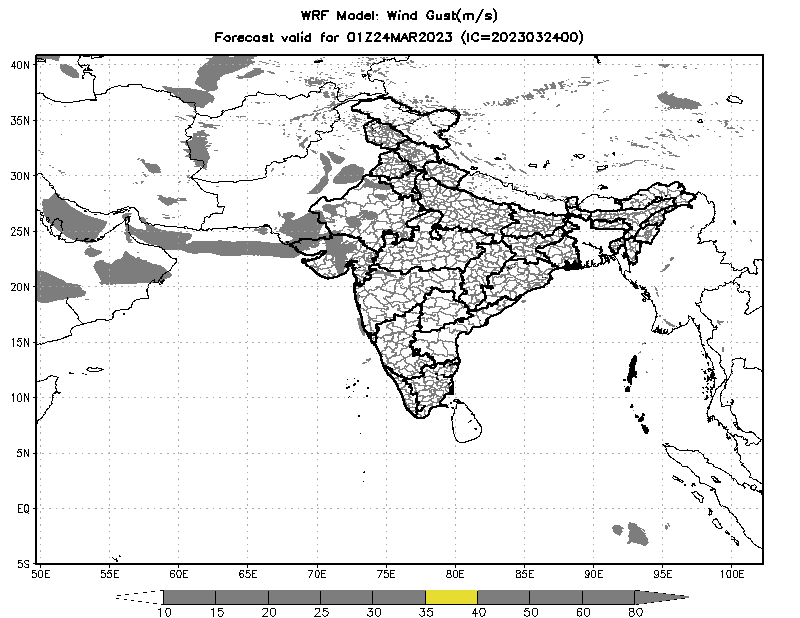 WRF Model: Wind Gust(m/s)
Forecast valid for 01Z24MAR2023 (IC=2023032400)
40N
35N
30N
25N
20N
15N
10N
5N
EQ
5S
50E 55E 60E 65E 70E 75E 80E 85E 90E 95E 100E
10 15 20 25 30 35 40 50 60 80